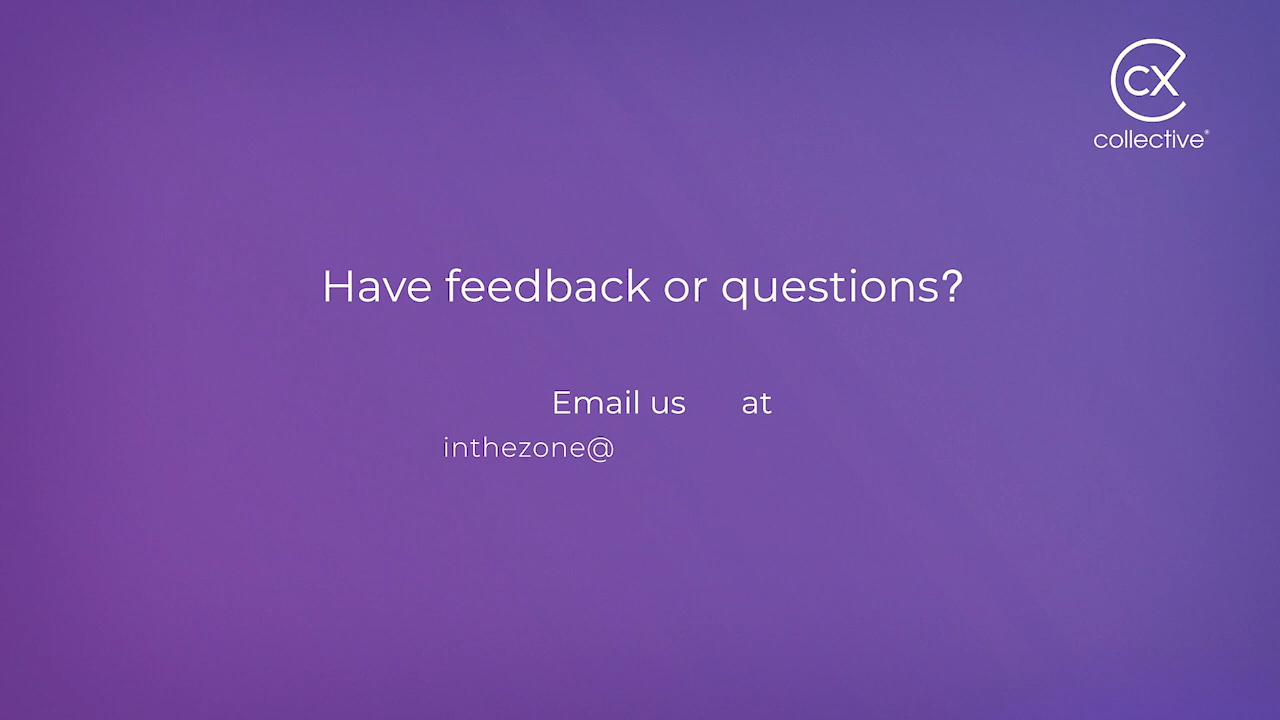 CX
collective®
Have feedback or questions?
Email us at
inthezone@